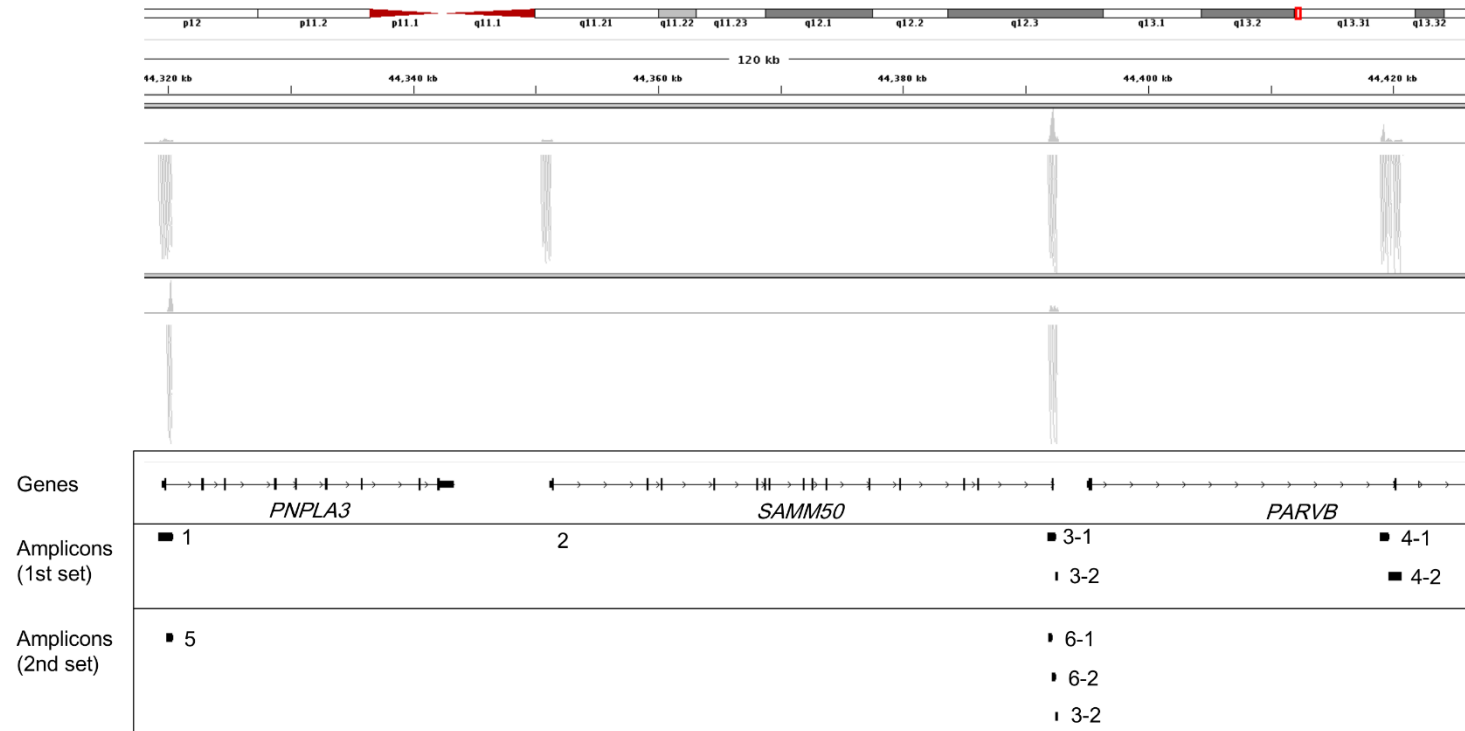 p12 p11.2 p11.1 q11.1 q11.21 q11.22 q11.23 q12.1 q12.2 q12.3 q13.1 q13.2 q13.31 q13.32
120 kb
44,320 kb 44,340 kb 44,360 kb 44,380 kb 44,400 kb 44,420 kb
Genes
PNPLA3 SAMM50 PARVB
Amplicons
(1st set)
1 2 3-1 4-1
3-2 4-2
Amplicons
(2nd set)
5 6-1
6-2
3-2